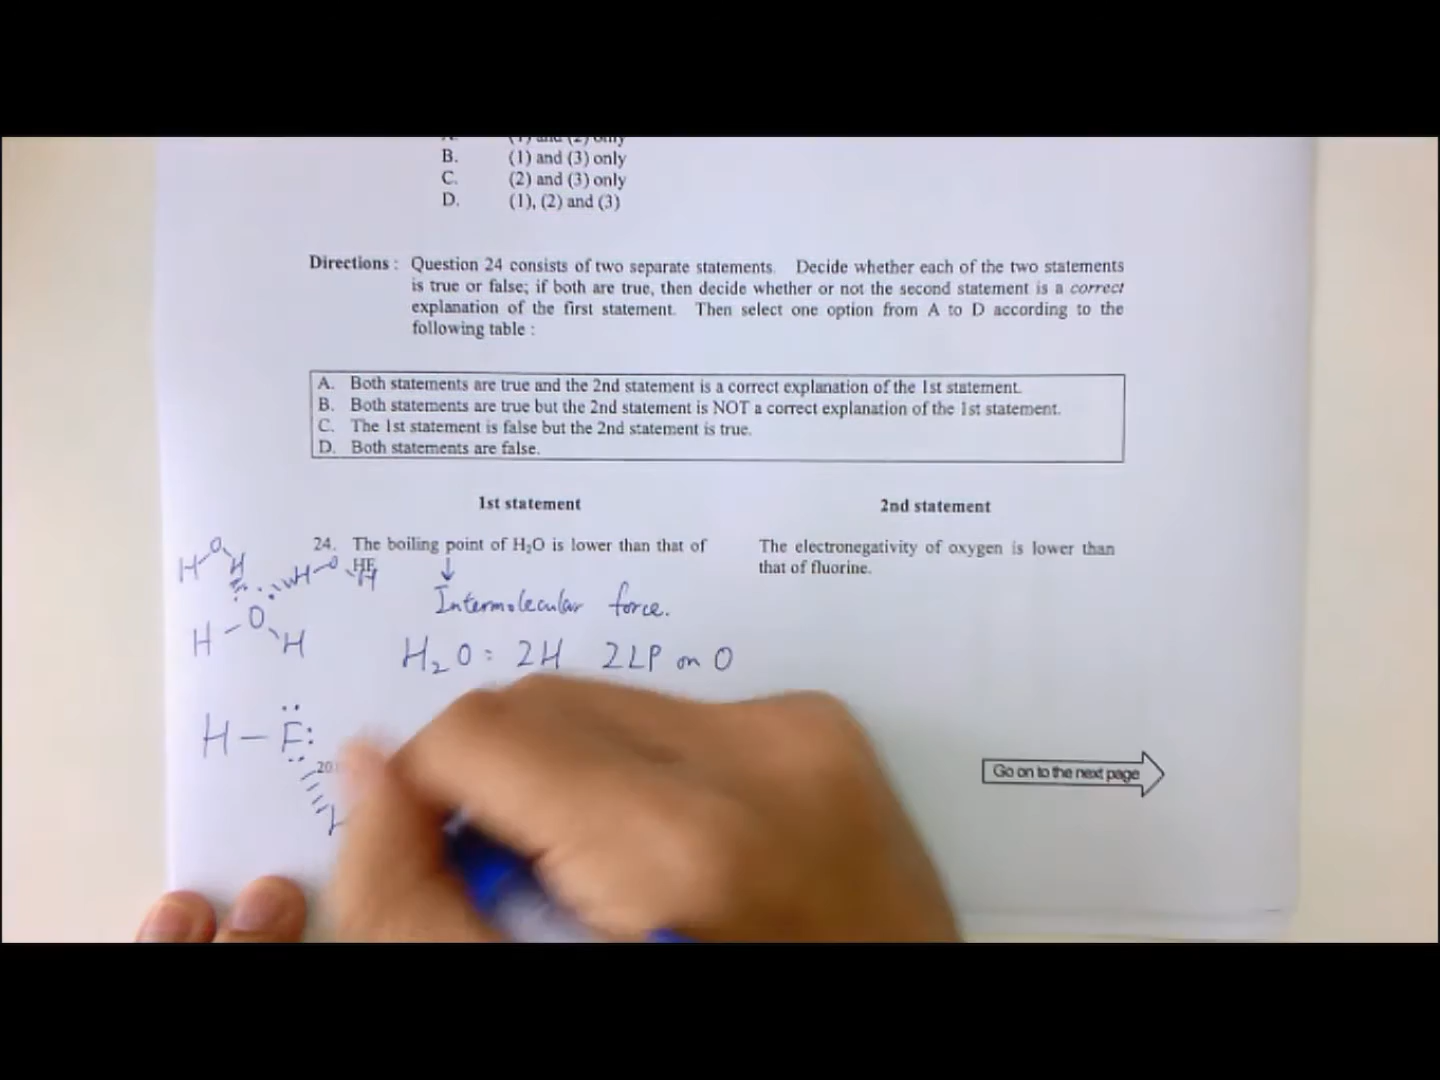 (1) and (2) only
B. (1) and (3) only
C. (2) and (3) only
D. (1), (2) and (3)
Directions : Question 24 consists of two separate statements. Decide whether each of the two statements
is true or false; if both are true, then decide whether or not the second statement is a correct
explanation of the first statement. Then select one option from A to D according to the
following table :
A. Both statements are true and the 2nd statement is a correct explanation of the 1st statement.
B. Both statements are true but the 2nd statement is NOT a correct explanation of the 1st statement.
C. The 1st statement is false but the 2nd statement is true.
D. Both statements are false.
1st statement 2nd statement
24. The boiling point of H₂O is lower than that of
HF.
The electronegativity of oxygen is lower than
that of fluorine.
H O H
H O H
Intermolecular force.
H O H
H₂O: 2H 2LP on O
H - F
20
Go on to the next page